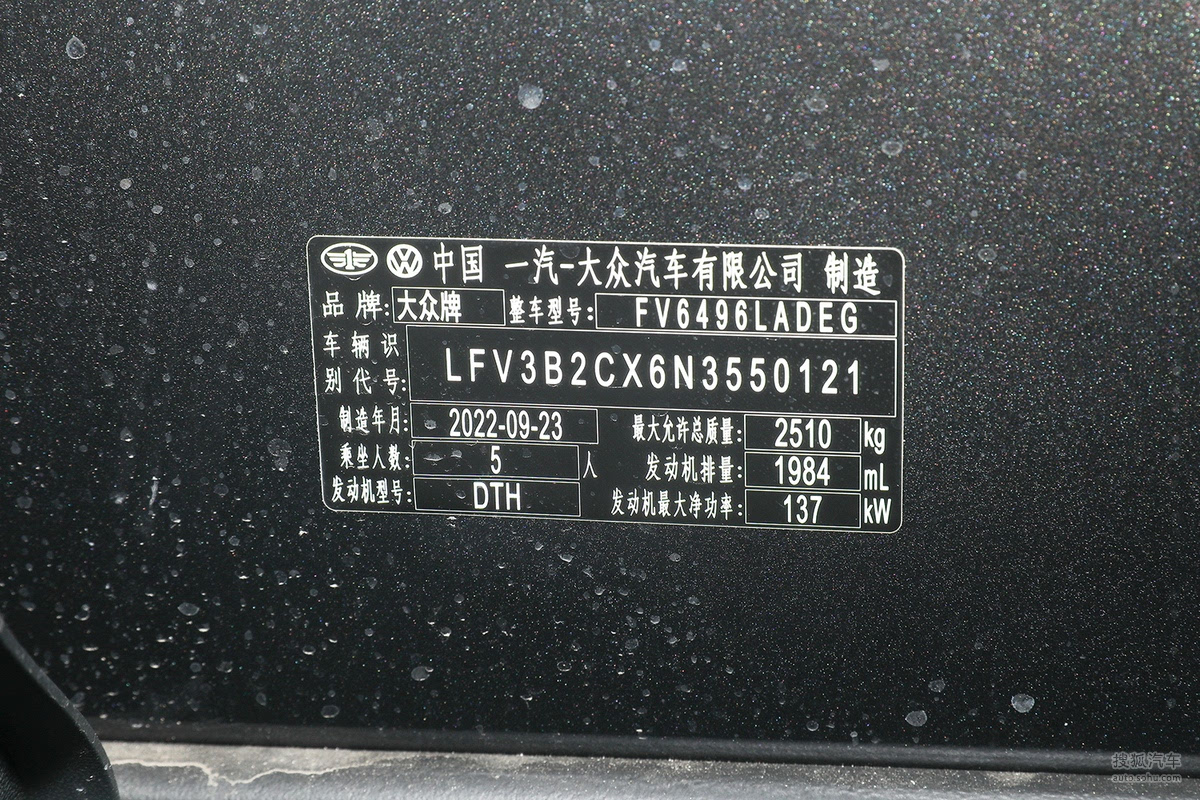 中国 一汽-大众汽车有限公司 制造
品牌: 大众牌 整车型号: FV6496LADEG
车辆识别代号: LFV3B2CX6N3550121
制造年月: 2022-09-23 最大允许总质量: 2510 kg
乘坐人数: 5 人 发动机排量: 1984 mL
发动机型号: DTH 发动机最大净功率: 137 kW
搜狐汽车
auto.sohu.com